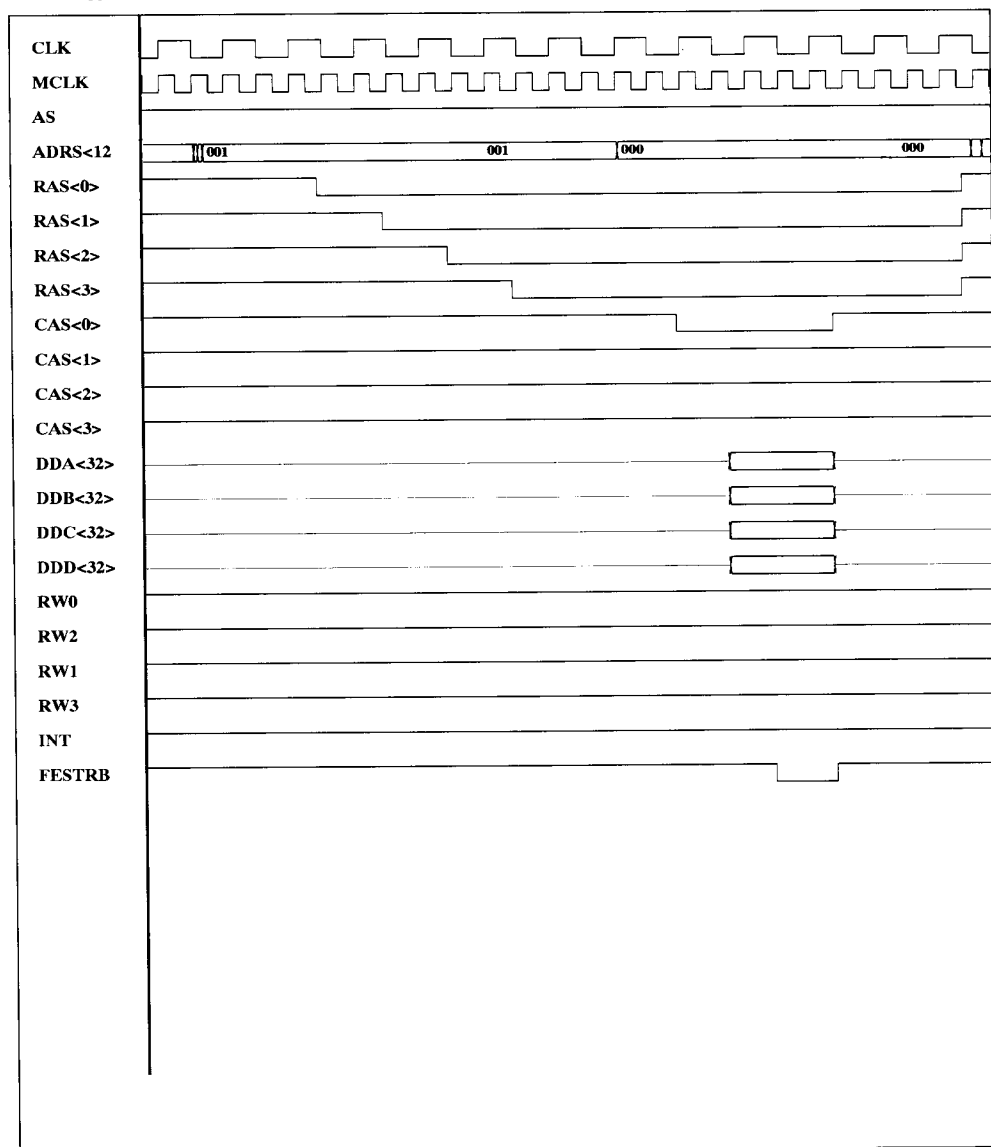 CLK
MCLK
AS
ADRS<12 001 001 000 000
RAS<0>
RAS<1>
RAS<2>
RAS<3>
CAS<0>
CAS<1>
CAS<2>
CAS<3>
DDA<32>
DDB<32>
DDC<32>
DDD<32>
RW0
RW2
RW1
RW3
INT
FESTRB